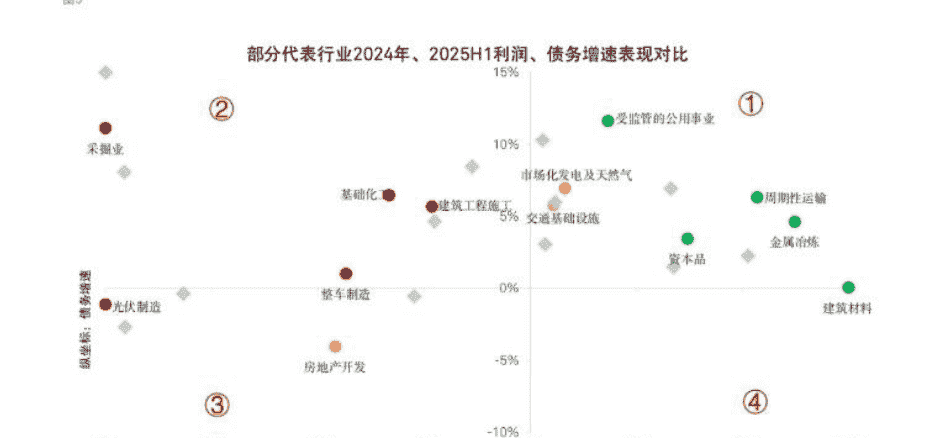 部分代表行业2024年、2025H1利润、债务增速表现对比
15%
②
①
受监管的公用事业
采掘业
10%
市场化发电及天然气
基础化工
建筑工程施工
5%
交通基础设施
周期性运输
金属冶炼
资本品
纵坐标:债务增速
0%
整车制造
光伏制造
建筑材料
房地产开发
-5%
③
④
-10%